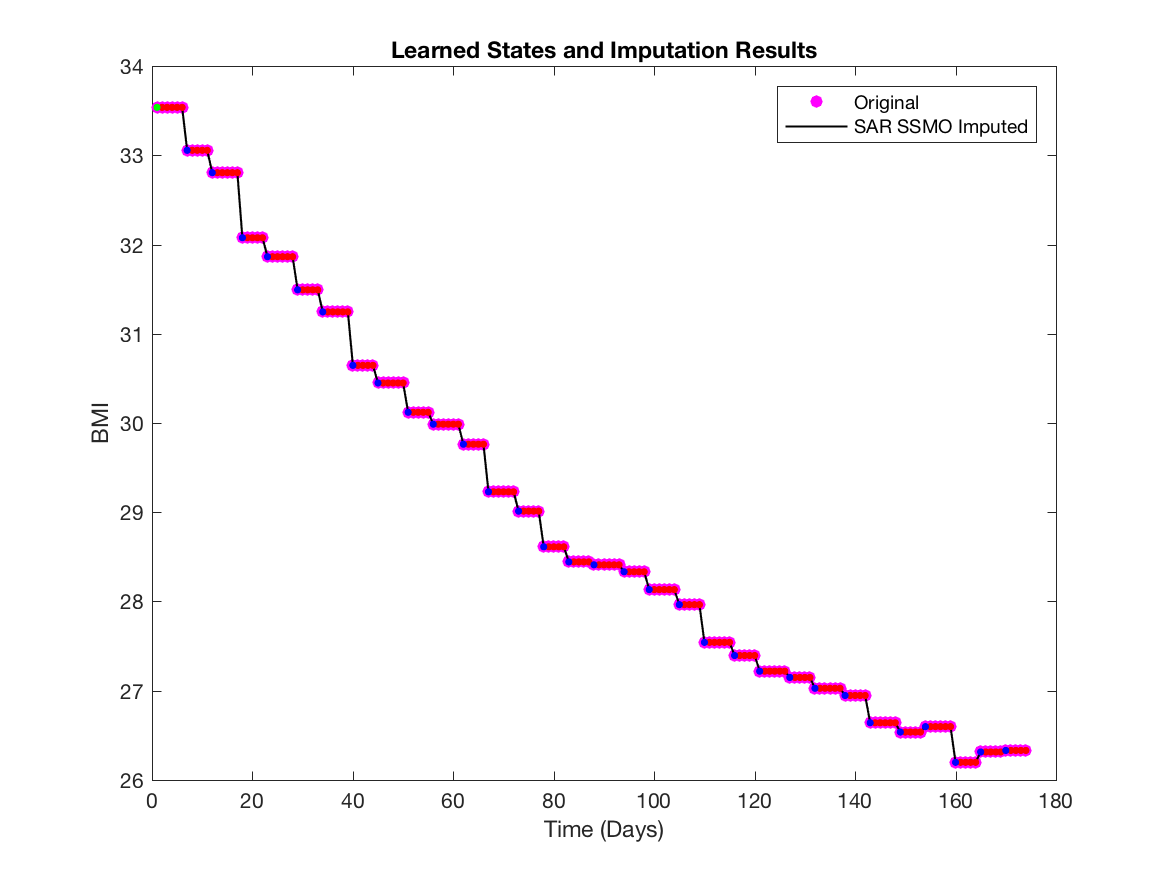 Learned States and Imputation Results
Original
SAR SSMO Imputed
34
33
32
31
30
29
28
27
26
BMI
0 20 40 60 80 100 120 140 160 180
Time (Days)